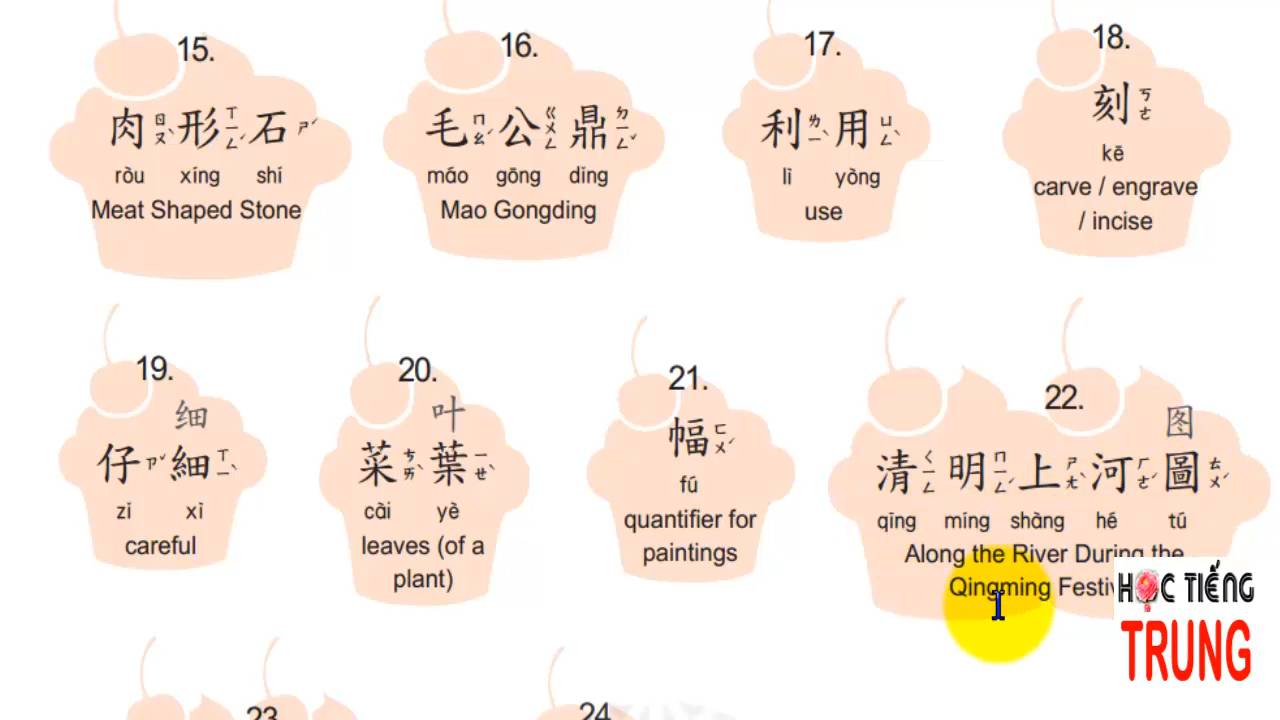 15.
肉ㄖㄡˋ形ㄒㄧㄥˊ石ㄕˊ
ròu xíng shí
Meat Shaped Stone
16.
毛ㄇㄠˊ公ㄍㄨㄥ鼎ㄉㄧㄥˇ
máo gōng dǐng
Mao Gongding
17.
利ㄌㄧˋ用ㄩㄥˋ
lì yòng
use
18.
刻ㄎㄜ
kē
carve / engrave
/ incise
19.
细
仔ㄗˇ細ㄒㄧˋ
zǐ xì
careful
20.
叶
菜ㄘㄞˋ葉ㄧㄝˋ
cài yè
leaves (of a
plant)
21.
幅ㄈㄨˊ
fú
quantifier for
paintings
22.
图
清ㄑㄧㄥ明ㄇㄧㄥˊ上ㄕㄤˋ河ㄏㄜˊ圖ㄊㄨˊ
qīng míng shàng hé tú
Along the River During the
Qingming Festiv
HỌC TIẾNG
TRUNG
23.
24.